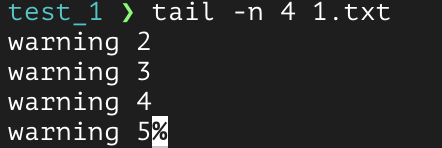 test_1 ❯ tail -n 4 1.txt
warning 2
warning 3
warning 4
warning 5%